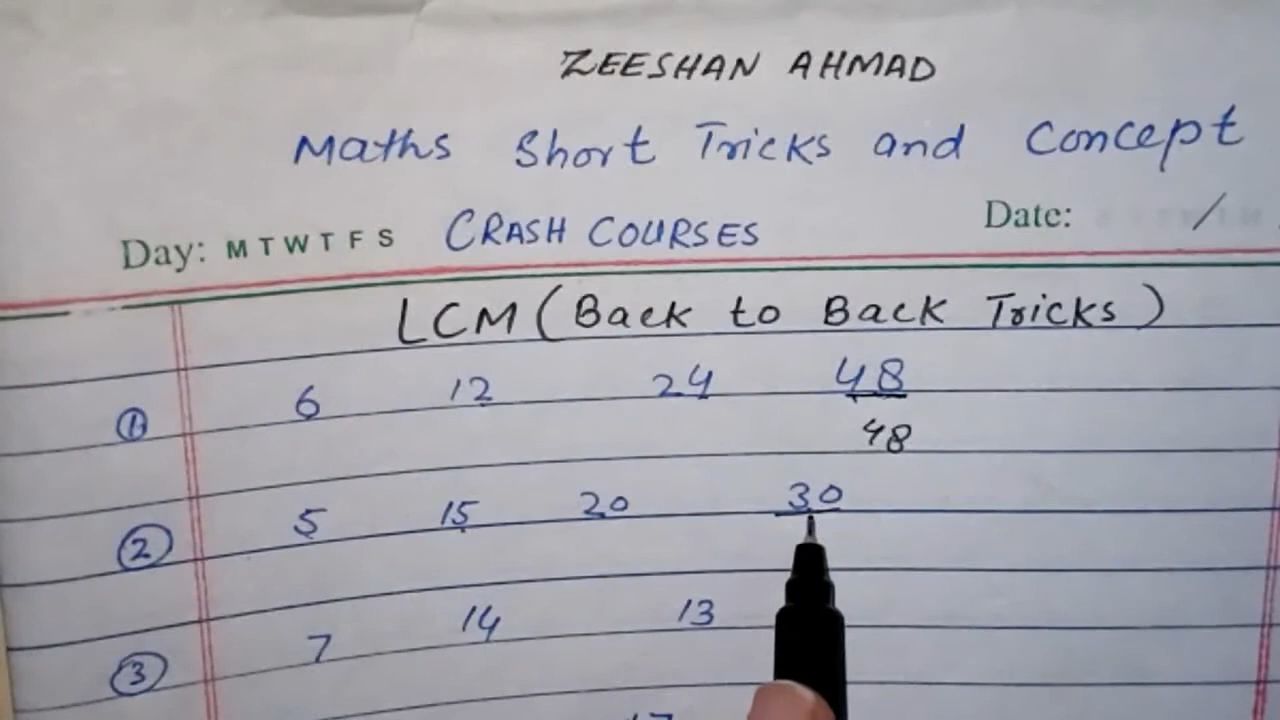 ZEESHAN AHMAD
Maths Short Tricks and Concept
Day: M T W T F S CRASH COURSES Date: /
LCM (Back to Back Tricks)
① 6 12 24 48
48
② 5 15 20 30
③ 7 14 13